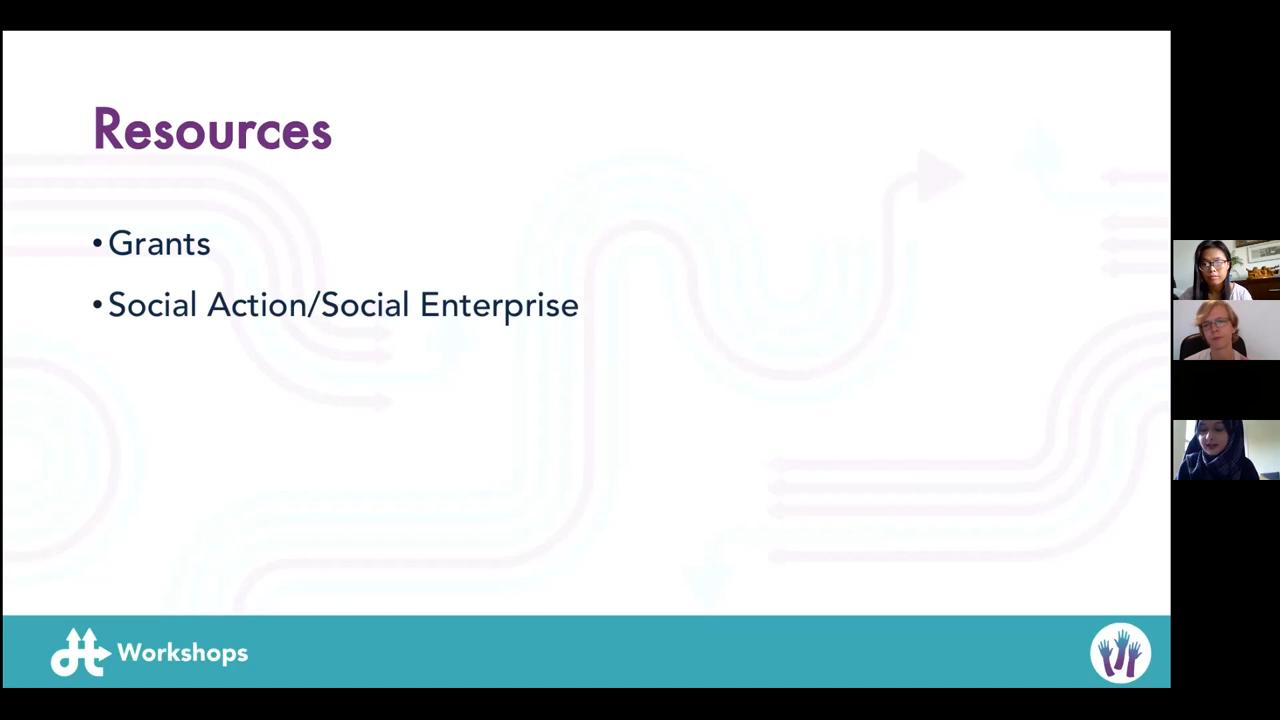 Resources
• Grants
• Social Action/Social Enterprise
Workshops